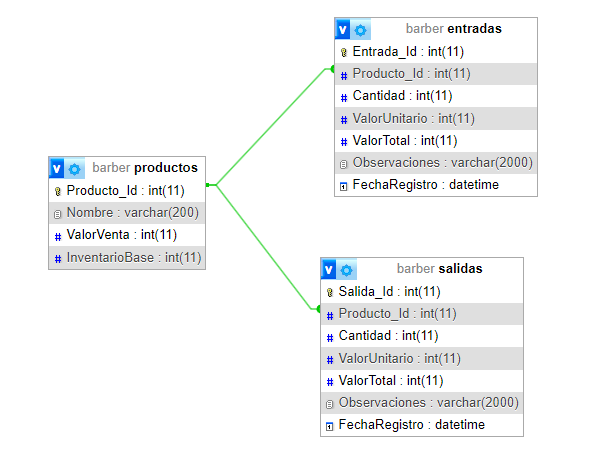 barber entradas
Entrada_Id : int(11)
Producto_Id : int(11)
Cantidad : int(11)
ValorUnitario : int(11)
ValorTotal : int(11)
Observaciones : varchar(2000)
FechaRegistro : datetime
barber productos
Producto_Id : int(11)
Nombre : varchar(200)
ValorVenta : int(11)
InventarioBase : int(11)
barber salidas
Salida_Id : int(11)
Producto_Id : int(11)
Cantidad : int(11)
ValorUnitario : int(11)
ValorTotal : int(11)
Observaciones : varchar(2000)
FechaRegistro : datetime